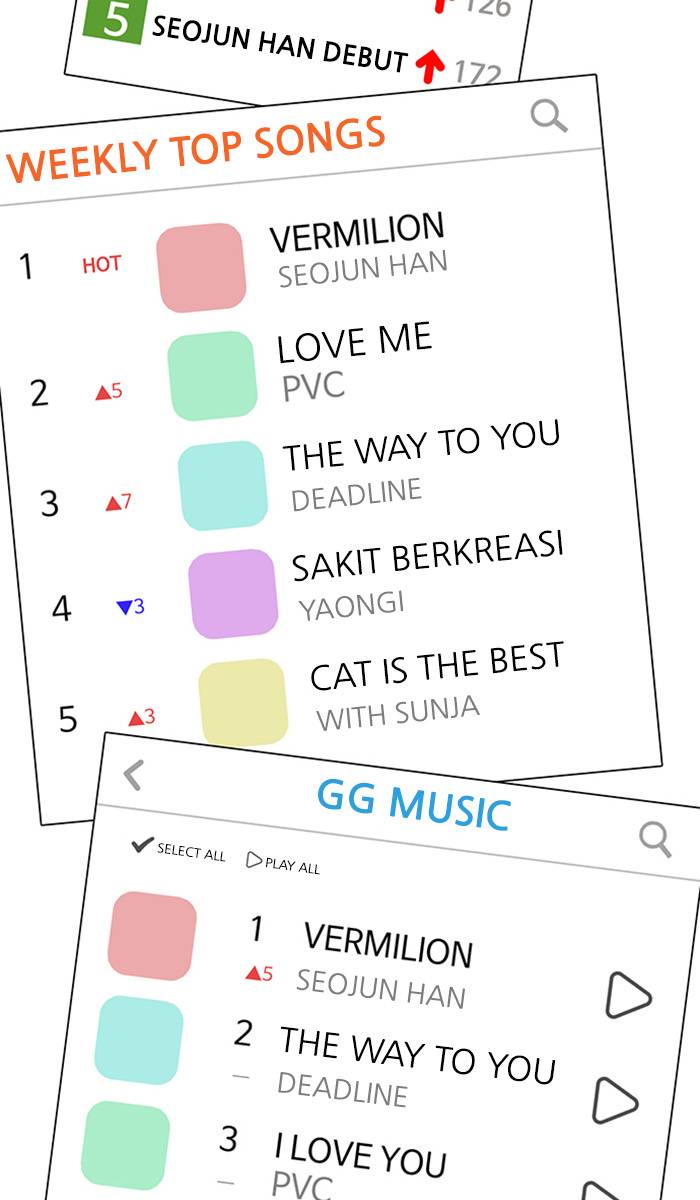 126
5 SEOJUN HAN DEBUT 172
WEEKLY TOP SONGS
1 HOT VERMILION
SEOJUN HAN
2 ▲5 LOVE ME
PVC
3 ▲7 THE WAY TO YOU
DEADLINE
4 ▼3 SAKIT BERKREASI
YAONGI
5 ▲3 CAT IS THE BEST
WITH SUNJA
GG MUSIC
SELECT ALL PLAY ALL
1 VERMILION
▲5 SEOJUN HAN
2 THE WAY TO YOU
– DEADLINE
3 I LOVE YOU
– PVC